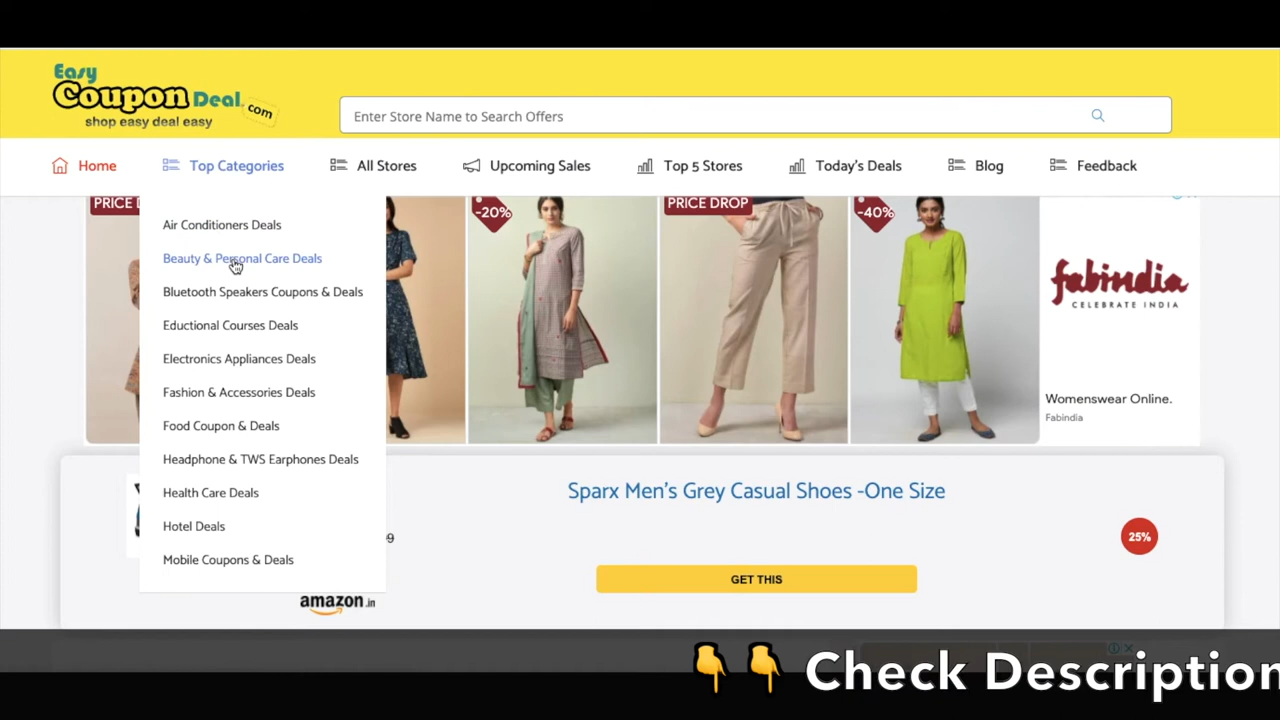 Easy
Coupon Deal.com
shop easy deal easy
Enter Store Name to Search Offers
Home
Top Categories
All Stores
Upcoming Sales
Top 5 Stores
Today's Deals
Blog
Feedback
PRICE D
-20%
PRICE DROP
-40%
Air Conditioners Deals
Beauty & Personal Care Deals
Bluetooth Speakers Coupons & Deals
Eductional Courses Deals
Electronics Appliances Deals
Fashion & Accessories Deals
Food Coupon & Deals
Headphone & TWS Earphones Deals
Health Care Deals
Hotel Deals
Mobile Coupons & Deals
fabindia
CELEBRATE INDIA
Womenswear Online.
Fabindia
Sparx Men's Grey Casual Shoes -One Size
9
25%
GET THIS
amazon.in
👇👇 Check Description